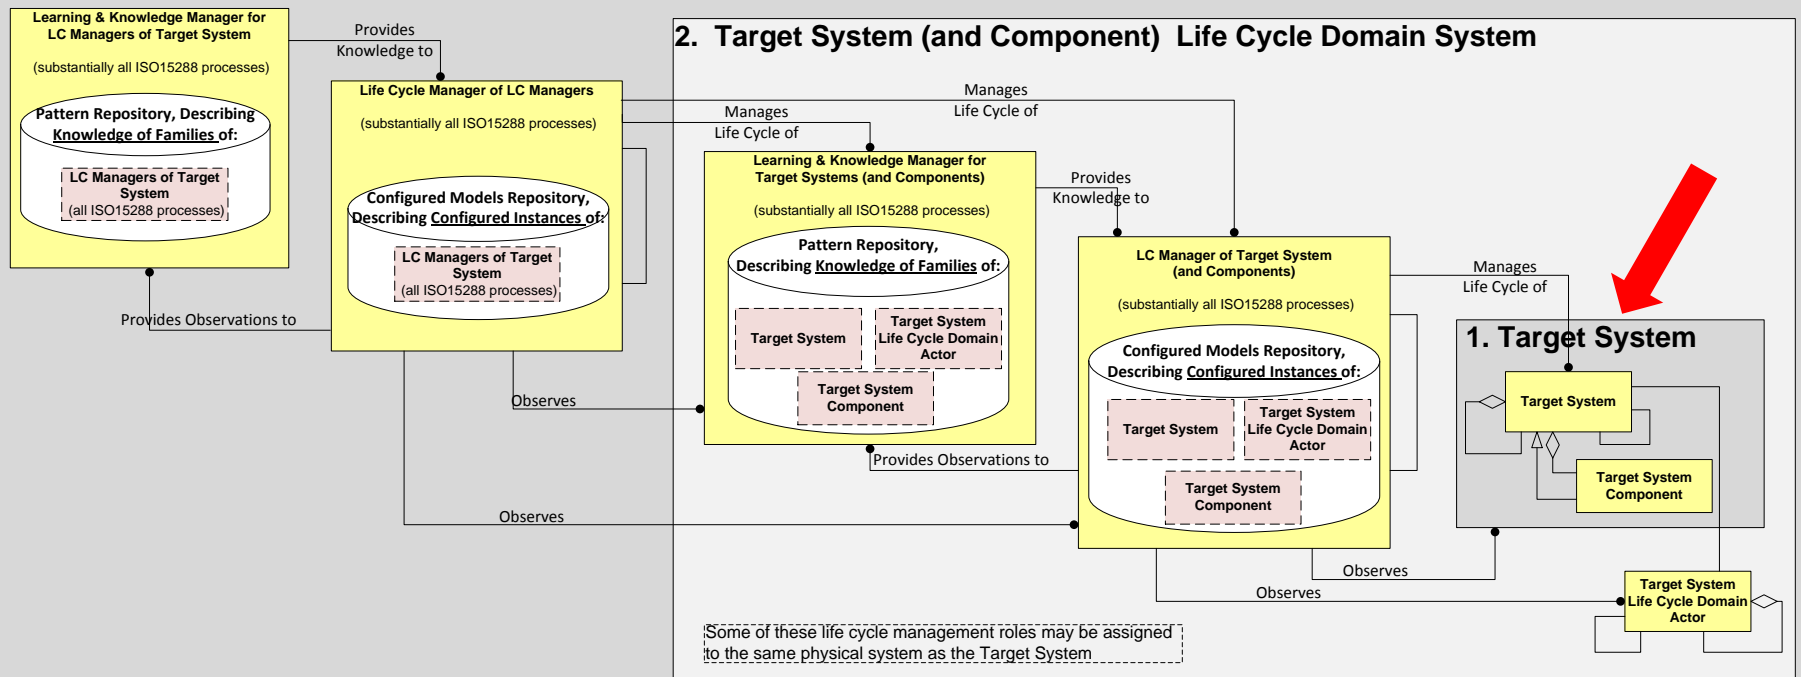 Learning & Knowledge Manager for
LC Managers of Target System
(substantially all ISO15288 processes)
Pattern Repository, Describing
Knowledge of Families of:
LC Managers of Target
System
(all ISO15288 processes)
Provides
Knowledge to
Provides Observations to
Life Cycle Manager of LC Managers
(substantially all ISO15288 processes)
Configured Models Repository,
Describing Configured Instances of:
LC Managers of Target
System
(all ISO15288 processes)
Observes
Observes
2. Target System (and Component) Life Cycle Domain System
Manages
Life Cycle of
Manages
Life Cycle of
Learning & Knowledge Manager for
Target Systems (and Components)
(substantially all ISO15288 processes)
Pattern Repository,
Describing Knowledge of Families of:
Target System
Target System
Life Cycle Domain
Actor
Target System
Component
Provides
Knowledge to
Provides Observations to
LC Manager of Target System
(and Components)
(substantially all ISO15288 processes)
Configured Models Repository,
Describing Configured Instances of:
Target System
Target System
Life Cycle Domain
Actor
Target System
Component
Manages
Life Cycle of
1. Target System
Target System
Target System
Component
Observes
Observes
Target System
Life Cycle Domain
Actor
Some of these life cycle management roles may be assigned
to the same physical system as the Target System